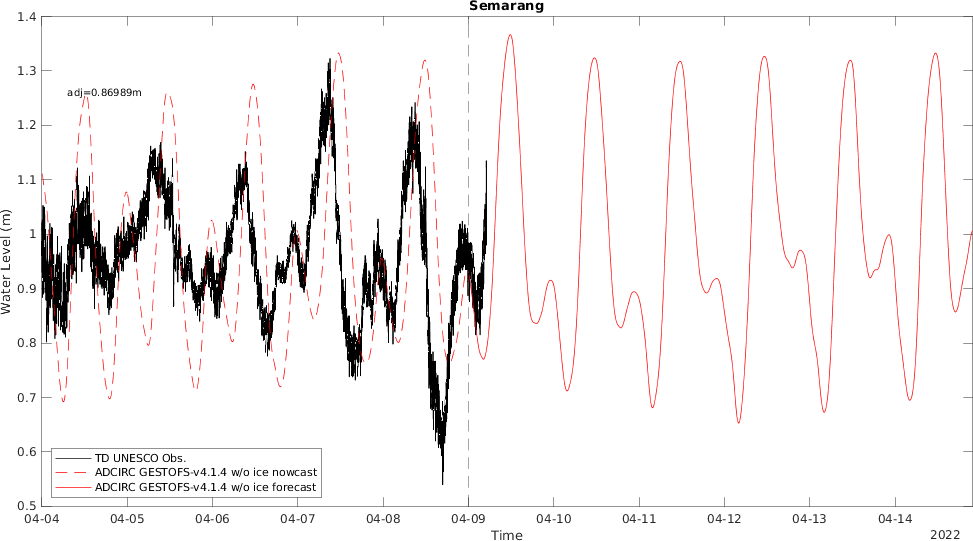 Semarang
1.4
1.3
1.2
1.1
1
0.9
0.8
0.7
0.6
0.5
Water Level (m)
adj=0.86989m
TD UNESCO Obs.
ADCIRC GESTOFS-v4.1.4 w/o ice nowcast
ADCIRC GESTOFS-v4.1.4 w/o ice forecast
04-04 04-05 04-06 04-07 04-08 04-09 04-10 04-11 04-12 04-13 04-14
Time
2022